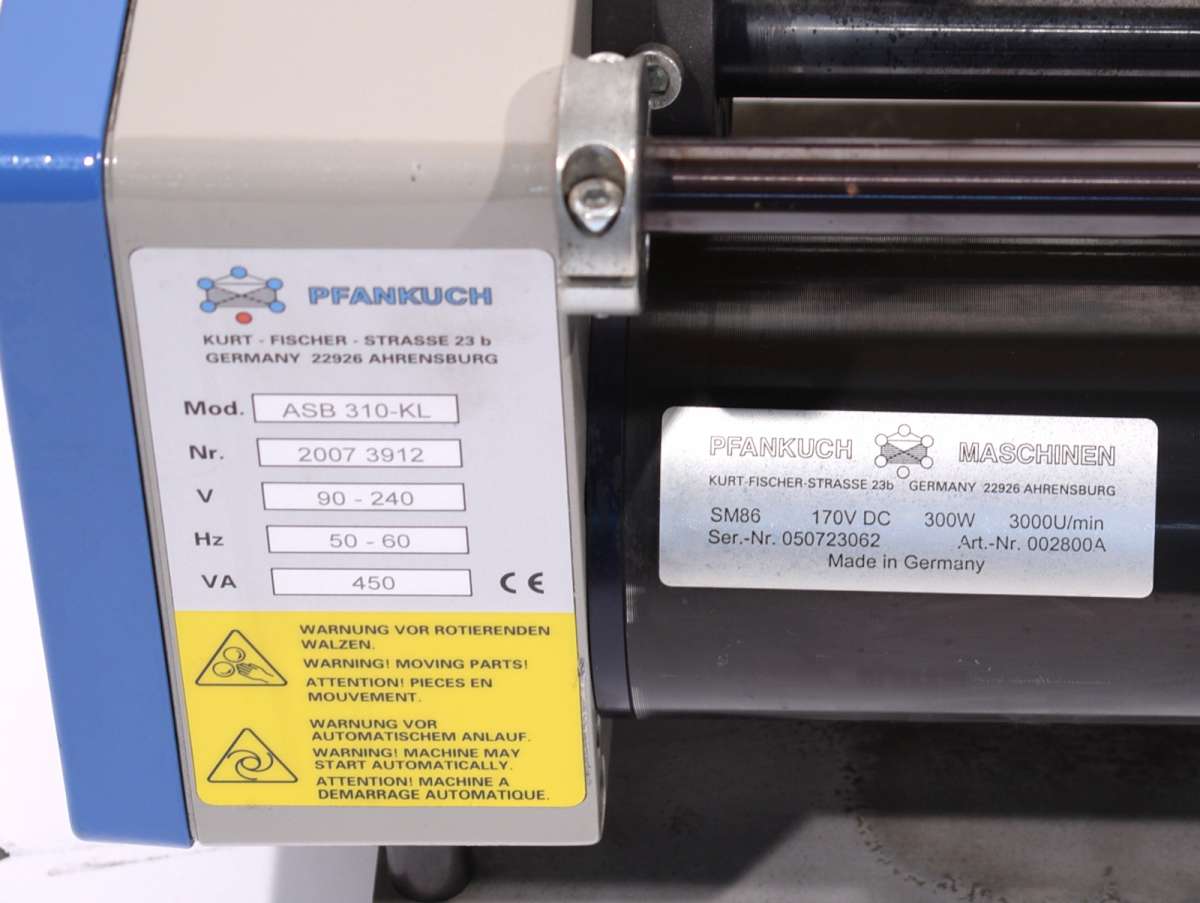 PFANKUCH
KURT - FISCHER - STRASSE 23 b
GERMANY 22926 AHRENSBURG
Mod. ASB 310-KL
Nr. 2007 3912
V 90 - 240
Hz 50 - 60
VA 450 CE
WARNUNG VOR ROTIERENDEN
WALZEN.
WARNING! MOVING PARTS!
ATTENTION! PIECES EN
MOUVEMENT.
WARNUNG VOR
AUTOMATISCHEM ANLAUF.
WARNING! MACHINE MAY
START AUTOMATICALLY.
ATTENTION! MACHINE A
DEMARRAGE AUTOMATIQUE.
PFANKUCH MASCHINEN
KURT-FISCHER-STRASSE 23b GERMANY 22926 AHRENSBURG
SM86 170V DC 300W 3000U/min
Ser.-Nr. 050723062 Art.-Nr. 002800A
Made in Germany